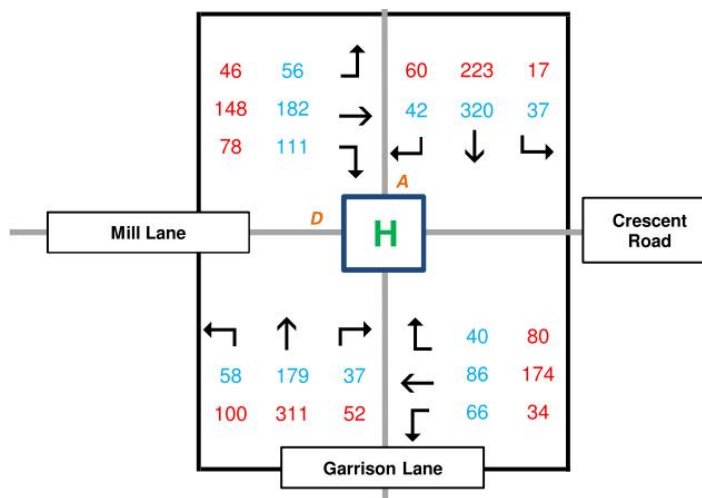 46 56 60 223 17
148 182 42 320 37
78 111
A
D
Mill Lane
H
Crescent
Road
40 80
58 179 37 86 174
100 311 52 66 34
Garrison Lane